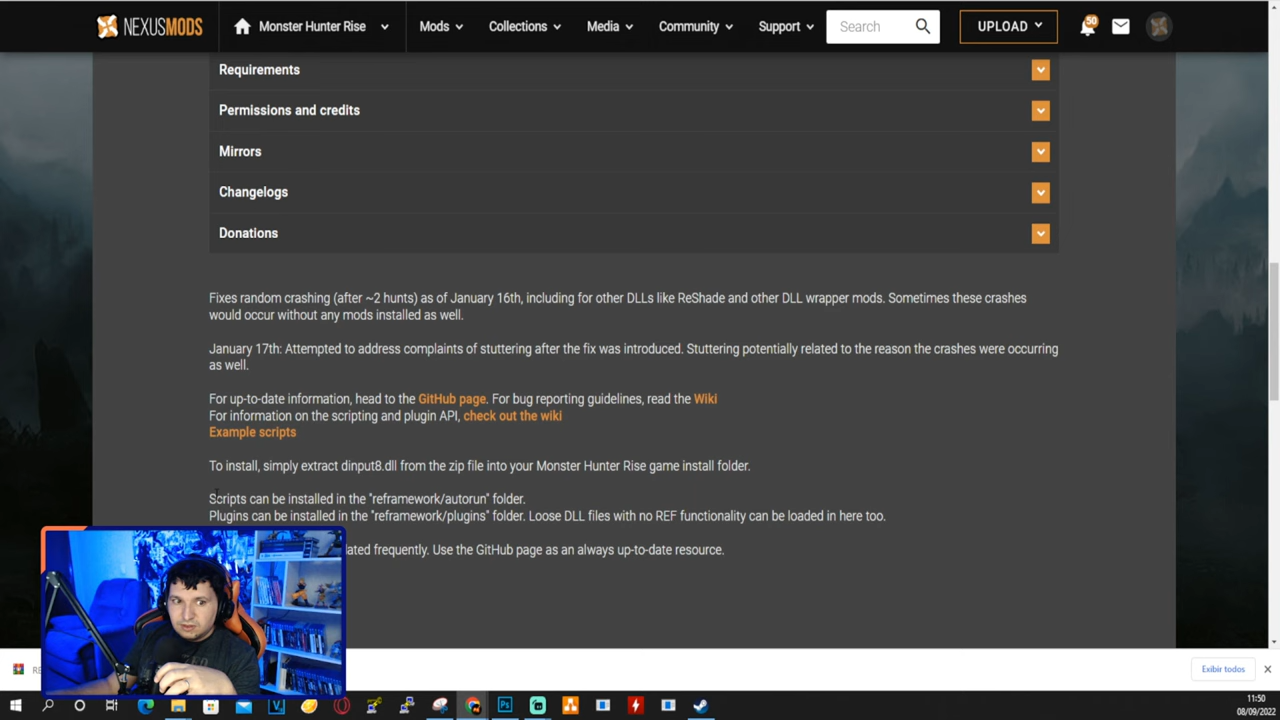 NEXUSMODS
Monster Hunter Rise
Mods
Collections
Media
Community
Support
Search
UPLOAD
50
Requirements
Permissions and credits
Mirrors
Changelogs
Donations
Fixes random crashing (after ~2 hunts) as of January 16th, including for other DLLs like ReShade and other DLL wrapper mods. Sometimes these crashes
would occur without any mods installed as well.
January 17th: Attempted to address complaints of stuttering after the fix was introduced. Stuttering potentially related to the reason the crashes were occurring
as well.
For up-to-date information, head to the GitHub page. For bug reporting guidelines, read the Wiki
For information on the scripting and plugin API, check out the wiki
Example scripts
To install, simply extract dinput8.dll from the zip file into your Monster Hunter Rise game install folder.
Scripts can be installed in the "reframework/autorun" folder.
Plugins can be installed in the "reframework/plugins" folder. Loose DLL files with no REF functionality can be loaded in here too.
frequently. Use the GitHub page as an always up-to-date resource.
Exibir todos
11:50
08/09/2022